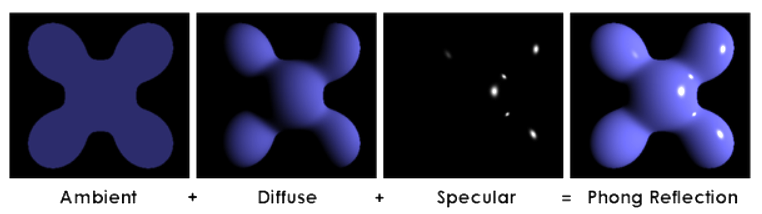 Ambient + Diffuse + Specular = Phong Reflection